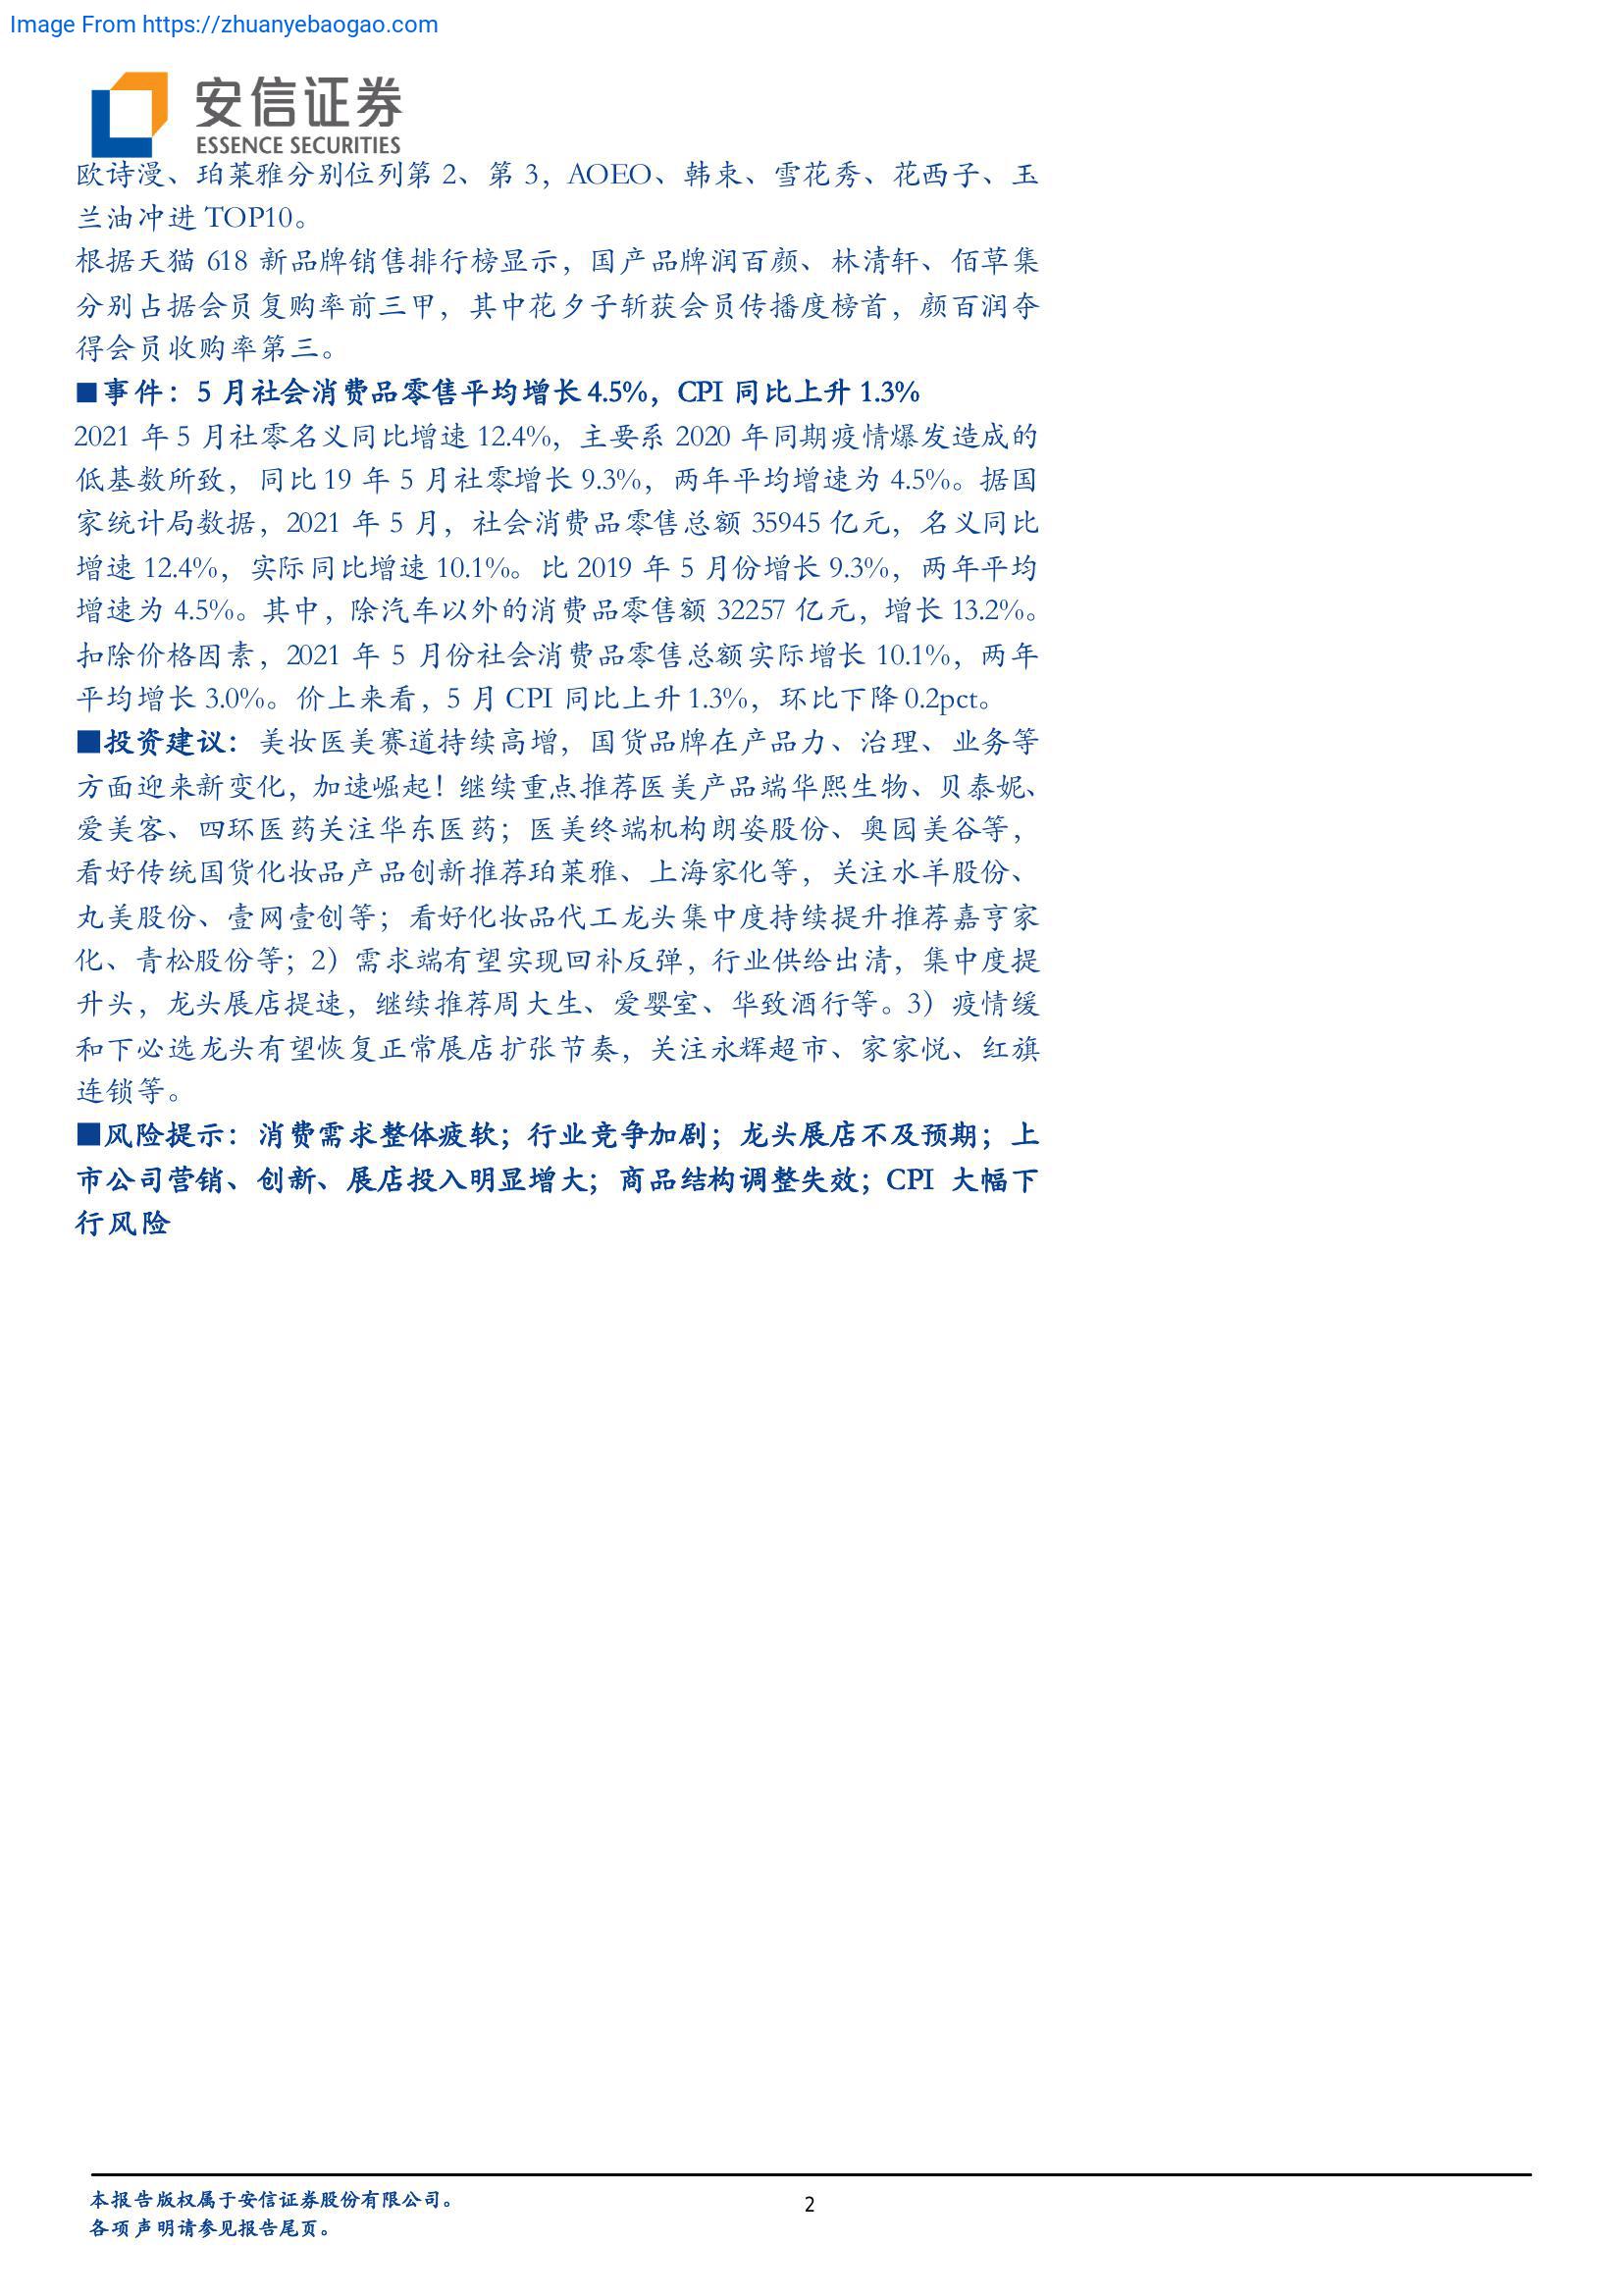 Image From https://zhuanyebaogao.com
安信证券
ESSENCE SECURITIES
欧诗漫、珀莱雅分别位列第 2、第 3，AOEO、韩束、雪花秀、花西子、玉
兰油冲进 TOP10。
根据天猫 618 新品牌销售排行榜显示，国产品牌润百颜、林清轩、佰草集
分别占据会员复购率前三甲，其中花夕子斩获会员传播度榜首，颜百润夺
得会员收购率第三。
■事件：5 月社会消费品零售平均增长 4.5%，CPI 同比上升 1.3%
2021 年 5 月社零名义同比增速 12.4%，主要系 2020 年同期疫情爆发造成的
低基数所致，同比 19 年 5 月社零增长 9.3%，两年平均增速为 4.5%。据国
家统计局数据，2021 年 5 月，社会消费品零售总额 35945 亿元，名义同比
增速 12.4%，实际同比增速 10.1%。比 2019 年 5 月份增长 9.3%，两年平均
增速为 4.5%。其中，除汽车以外的消费品零售额 32257 亿元，增长 13.2%。
扣除价格因素，2021 年 5 月份社会消费品零售总额实际增长 10.1%，两年
平均增长 3.0%。价上来看，5 月 CPI 同比上升 1.3%，环比下降 0.2pct。
■投资建议：美妆医美赛道持续高增，国货品牌在产品力、治理、业务等
方面迎来新变化，加速崛起！继续重点推荐医美产品端华熙生物、贝泰妮、
爱美客、四环医药关注华东医药；医美终端机构朗姿股份、奥园美谷等，
看好传统国货化妆品产品创新推荐珀莱雅、上海家化等，关注水羊股份、
丸美股份、壹网壹创等；看好化妆品代工龙头集中度持续提升推荐嘉亨家
化、青松股份等；2）需求端有望实现回补反弹，行业供给出清，集中度提
升头，龙头展店提速，继续推荐周大生、爱婴室、华致酒行等。3）疫情缓
和下必选龙头有望恢复正常展店扩张节奏，关注永辉超市、家家悦、红旗
连锁等。
■风险提示：消费需求整体疲软；行业竞争加剧；龙头展店不及预期；上
市公司营销、创新、展店投入明显增大；商品结构调整失效；CPI 大幅下
行风险
本报告版权属于安信证券股份有限公司。
2
各项声明请参见报告尾页。